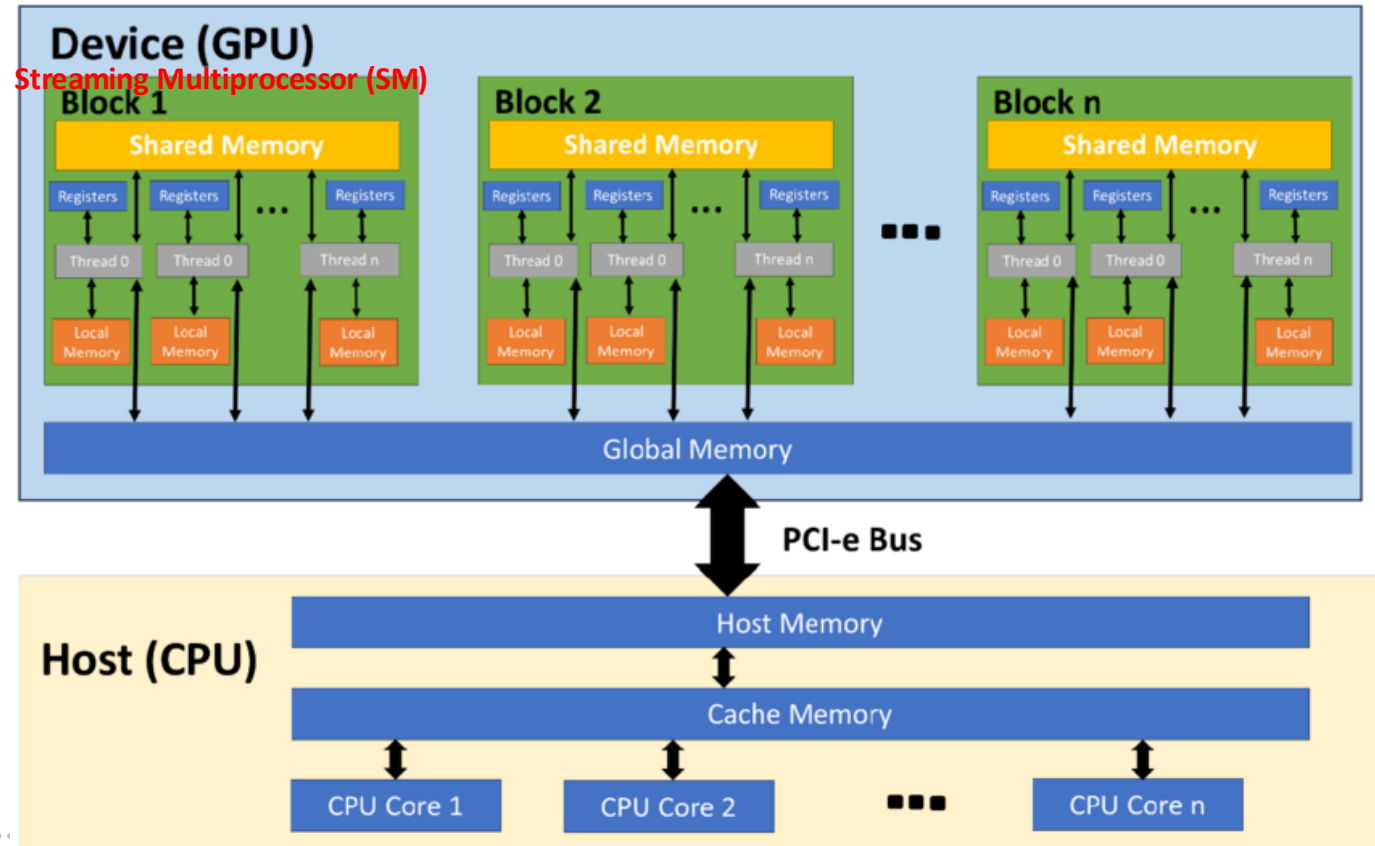 Device (GPU)
Streaming Multiprocessor (SM)
Block 1
Shared Memory
Registers
Registers
...
Registers
Thread 0
Thread 0
Thread n
Local
Memory
Local
Memory
Local
Memory
Block 2
Shared Memory
Registers
Registers
...
Registers
Thread 0
Thread 0
Thread n
Local
Memory
Local
Memory
Local
Memory
...
Block n
Shared Memory
Registers
Registers
...
Registers
Thread 0
Thread 0
Thread n
Local
Memory
Local
Memory
Local
Memory
Global Memory
PCI-e Bus
Host (CPU)
Host Memory
Cache Memory
CPU Core 1
CPU Core 2
...
CPU Core n